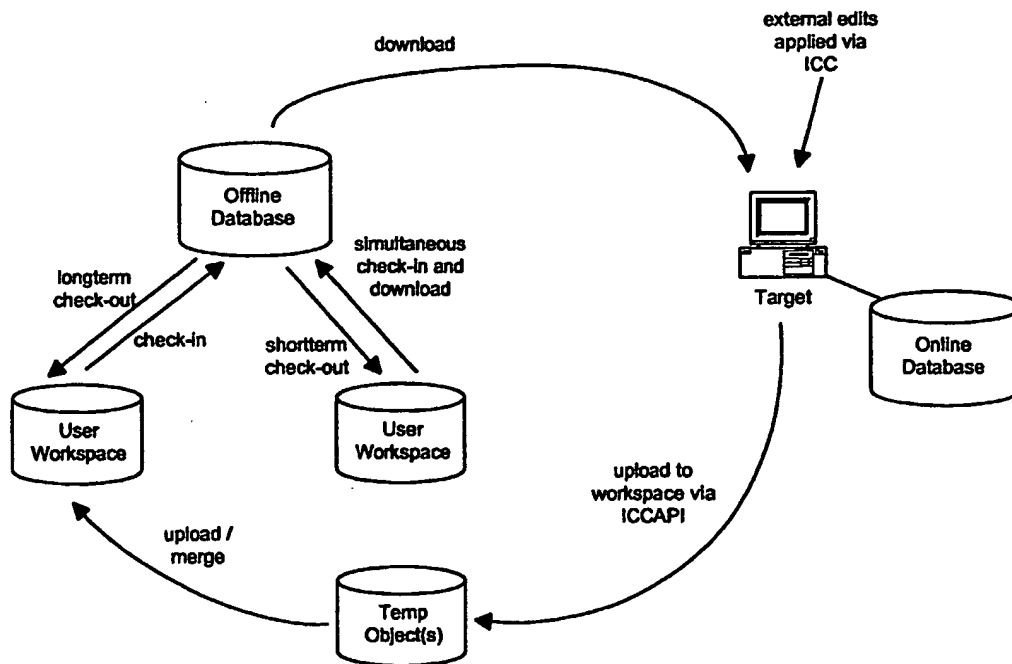 download
external edits
applied via
ICC
Offline
Database
simultaneous
check-in and
download
longterm
check-out
check-in
shortterm
check-out
Target
Online
Database
User
Workspace
User
Workspace
upload to
workspace via
ICCAPI
upload /
merge
Temp
Object(s)